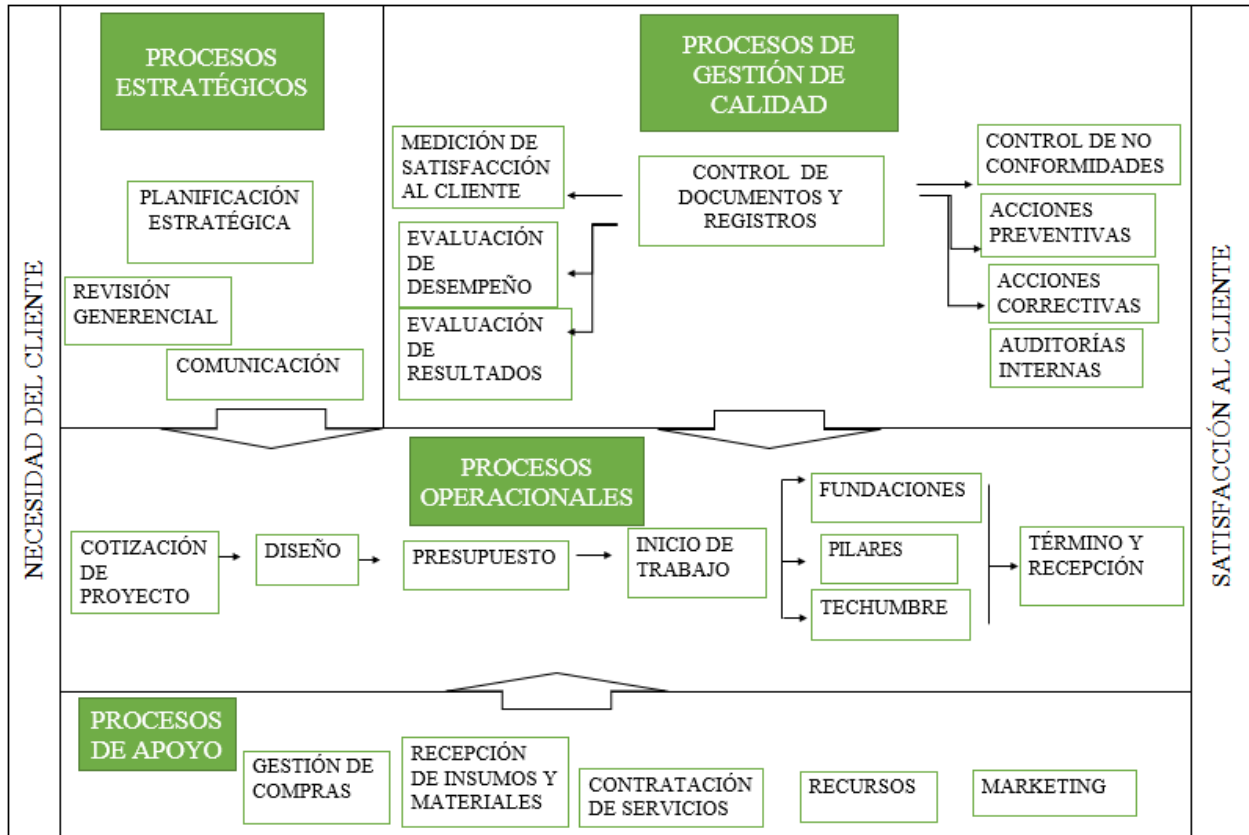 NECESIDAD DEL CLIENTE
PROCESOS
ESTRATÉGICOS
PLANIFICACIÓN
ESTRATÉGICA
REVISIÓN
GENERENCIAL
COMUNICACIÓN
PROCESOS DE
GESTIÓN DE
CALIDAD
MEDICIÓN DE
SATISFACCIÓN
AL CLIENTE
EVALUACIÓN
DE
DESEMPEÑO
EVALUACIÓN
DE
RESULTADOS
CONTROL DE
DOCUMENTOS Y
REGISTROS
CONTROL DE NO
CONFORMIDADES
ACCIONES
PREVENTIVAS
ACCIONES
CORRECTIVAS
AUDITORÍAS
INTERNAS
PROCESOS
OPERACIONALES
COTIZACIÓN
DE
PROYECTO
DISEÑO
PRESUPUESTO
INICIO DE
TRABAJO
FUNDACIONES
PILARES
TECHUMBRE
TÉRMINO Y
RECEPCIÓN
PROCESOS
DE APOYO
GESTIÓN DE
COMPRAS
RECEPCIÓN
DE INSUMOS Y
MATERIALES
CONTRATACIÓN
DE SERVICIOS
RECURSOS
MARKETING
SATISFACCIÓN AL CLIENTE